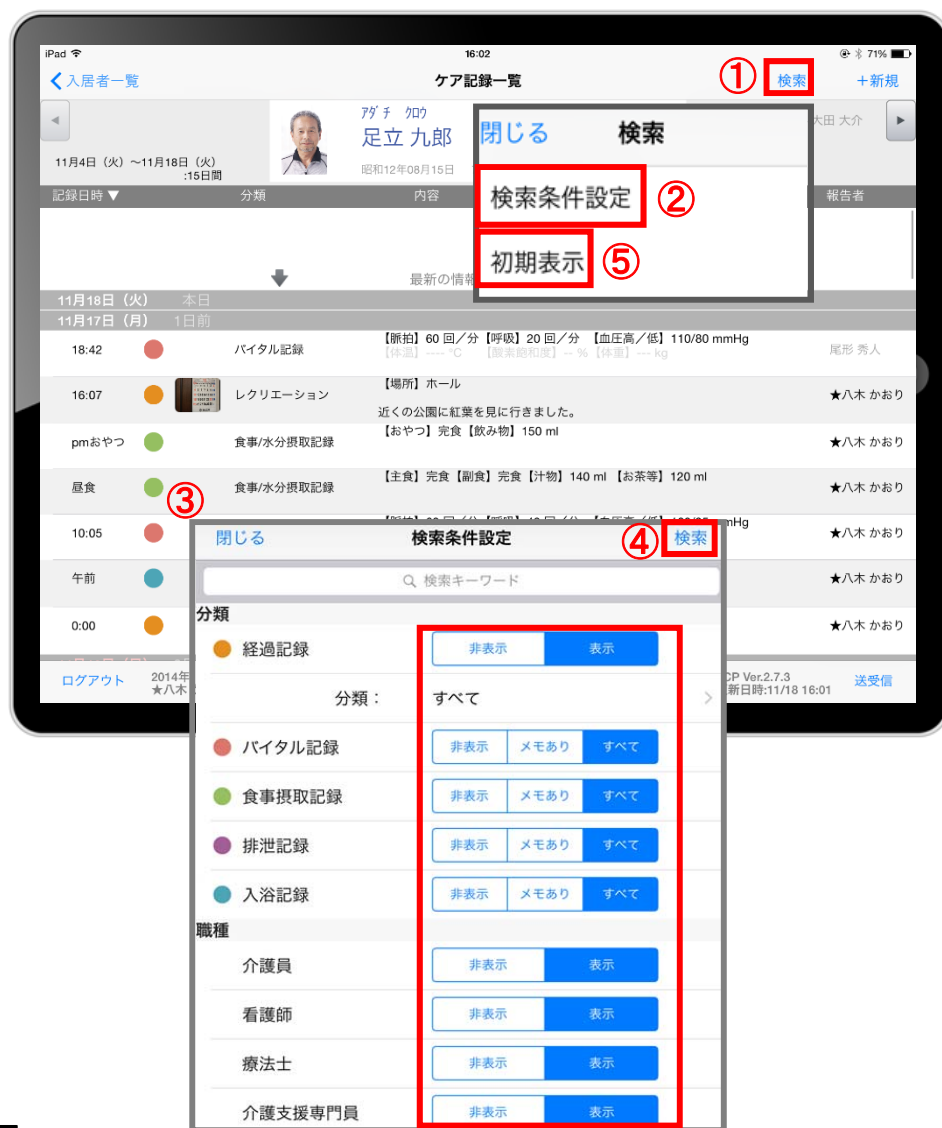 iPad 16:02 71%
入居者一覧 ケア記録一覧 ① 検索 +新規
アダチ クロウ
足立 九郎
昭和12年08月15日
大田 大介
11月4日（火）～11月18日（火）
:15日間
閉じる 検索
検索条件設定 ②
初期表示 ⑤
記録日時▼ 分類 内容 報告者
最新の情報
11月18日（火） 本日
11月17日（月） 1日前
18:42 バイタル記録 【脈拍】60 回／分【呼吸】20 回／分 【血圧高／低】110/80 mmHg 尾形 秀人
【体温】---- ℃ 【酸素飽和度】-- %【体重】---- kg
16:07 レクリエーション 【場所】ホール ★八木 かおり
近くの公園に紅葉を見に行きました。
pmおやつ 食事/水分摂取記録 【おやつ】完食【飲み物】150 ml ★八木 かおり
昼食 食事/水分摂取記録 【主食】完食【副食】完食【汁物】140 ml 【お茶等】120 ml ★八木 かおり
③
10:05 mmHg ★八木 かおり
午前 ★八木 かおり
0:00 ★八木 かおり
ログアウト 2014年 CP Ver.2.7.3 送受信
★八木 新日時:11/18 16:01
閉じる 検索条件設定 ④ 検索
検索キーワード
分類
経過記録 非表示 表示
分類： すべて
バイタル記録 非表示 メモあり すべて
食事摂取記録 非表示 メモあり すべて
排泄記録 非表示 メモあり すべて
入浴記録 非表示 メモあり すべて
職種
介護員 非表示 表示
看護師 非表示 表示
療法士 非表示 表示
介護支援専門員 非表示 表示